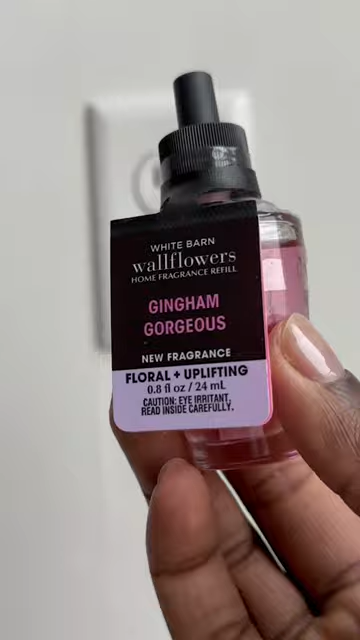 WHITE BARN
wallflowers
HOME FRAGRANCE REFILL
GINGHAM
GORGEOUS
NEW FRAGRANCE
FLORAL + UPLIFTING
0.8 fl oz / 24 mL
CAUTION: EYE IRRITANT,
READ INSIDE CAREFULLY.